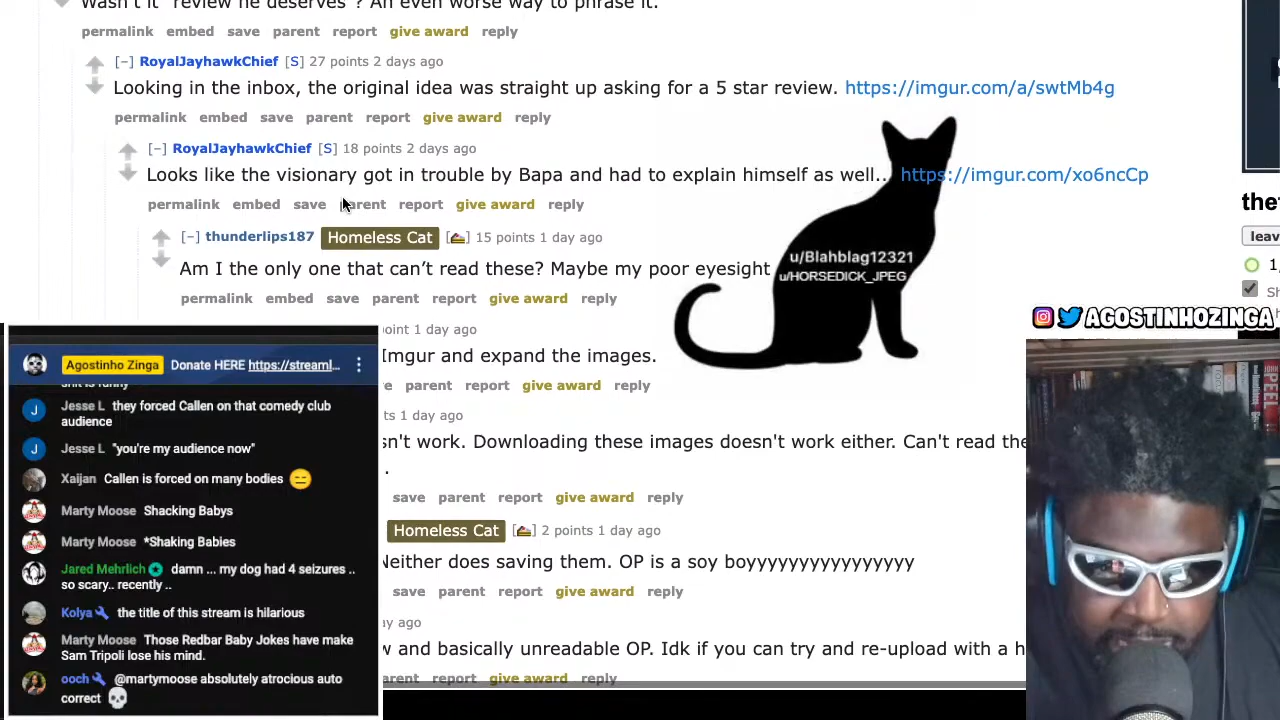 Wasn't it "review he deserves"? An even worse way to phrase it.
permalink embed save parent report give award reply
[–] RoyalJayhawkChief [S] 27 points 2 days ago
Looking in the inbox, the original idea was straight up asking for a 5 star review. https://imgur.com/a/swtMb4g
permalink embed save parent report give award reply
[–] RoyalJayhawkChief [S] 18 points 2 days ago
Looks like the visionary got in trouble by Bapa and had to explain himself as well.. https://imgur.com/xo6ncCp
permalink embed save parent report give award reply
[–] thunderlips187 Homeless Cat [ ] 15 points 1 day ago
Am I the only one that can't read these? Maybe my poor eyesight
permalink embed save parent report give award reply
u/Blahblag12321
u/HORSEDICK_JPEG
oint 1 day ago
Imgur and expand the images.
parent report give award reply
ts 1 day ago
sn't work. Downloading these images doesn't work either. Can't read the
.
save parent report give award reply
Homeless Cat [ ] 2 points 1 day ago
Neither does saving them. OP is a soy boyyyyyyyyyyyyyyyy
save parent report give award reply
ay ago
w and basically unreadable OP. Idk if you can try and re-upload with a h
arent report give award reply
the
leav
1,
Sh
AGOSTINHOZINGA
Agostinho Zinga Donate HERE https://streaml...
shit is funny
Jesse L they forced Callen on that comedy club
audience
Jesse L "you're my audience now"
Xaijan Callen is forced on many bodies 😑
Marty Moose Shacking Babys
Marty Moose *Shaking Babies
Jared Mehrlich damn ... my dog had 4 seizures ..
so scary.. recently ..
Kolya the title of this stream is hilarious
Marty Moose Those Redbar Baby Jokes have make
Sam Tripoli lose his mind.
ooch @martymoose absolutely atrocious auto
correct 💀